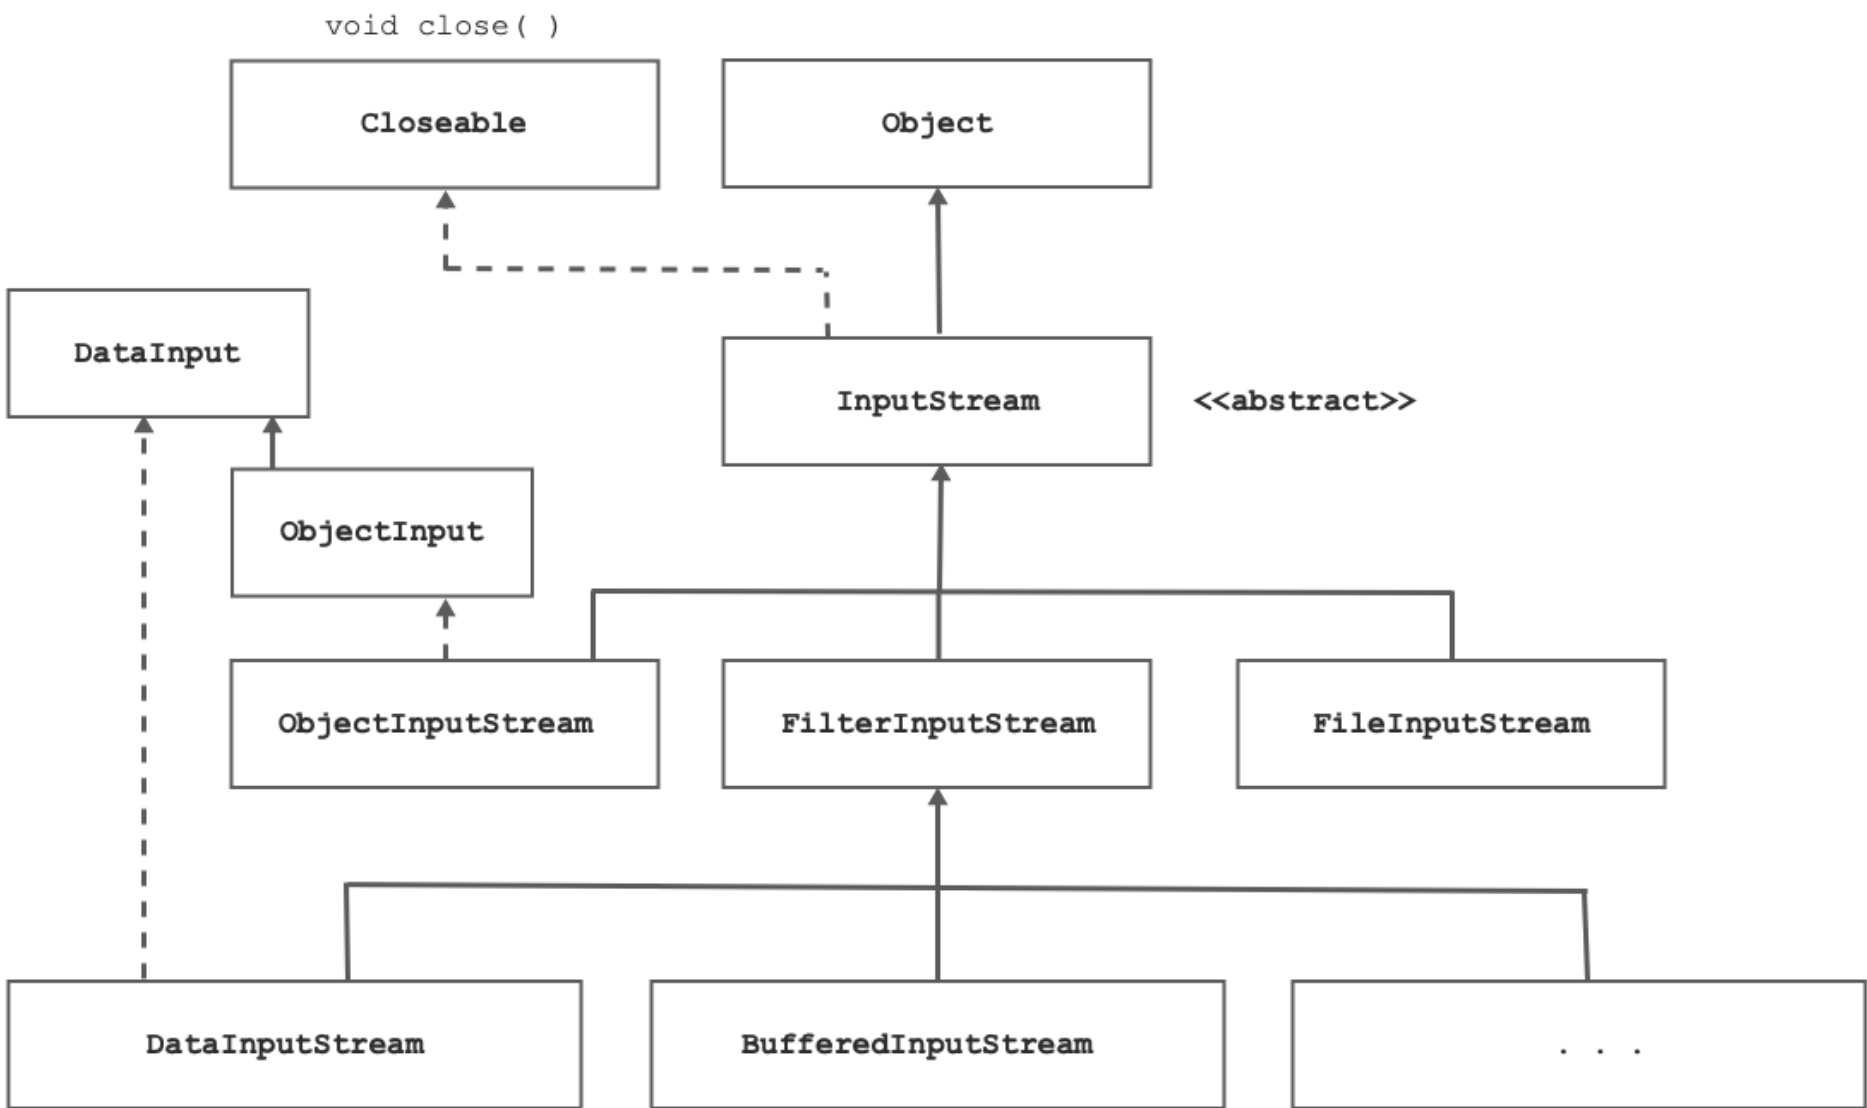 void close( )
Closeable
Object
DataInput
InputStream
<<abstract>>
ObjectInput
ObjectInputStream
FilterInputStream
FileInputStream
DataInputStream
BufferedInputStream
. . .